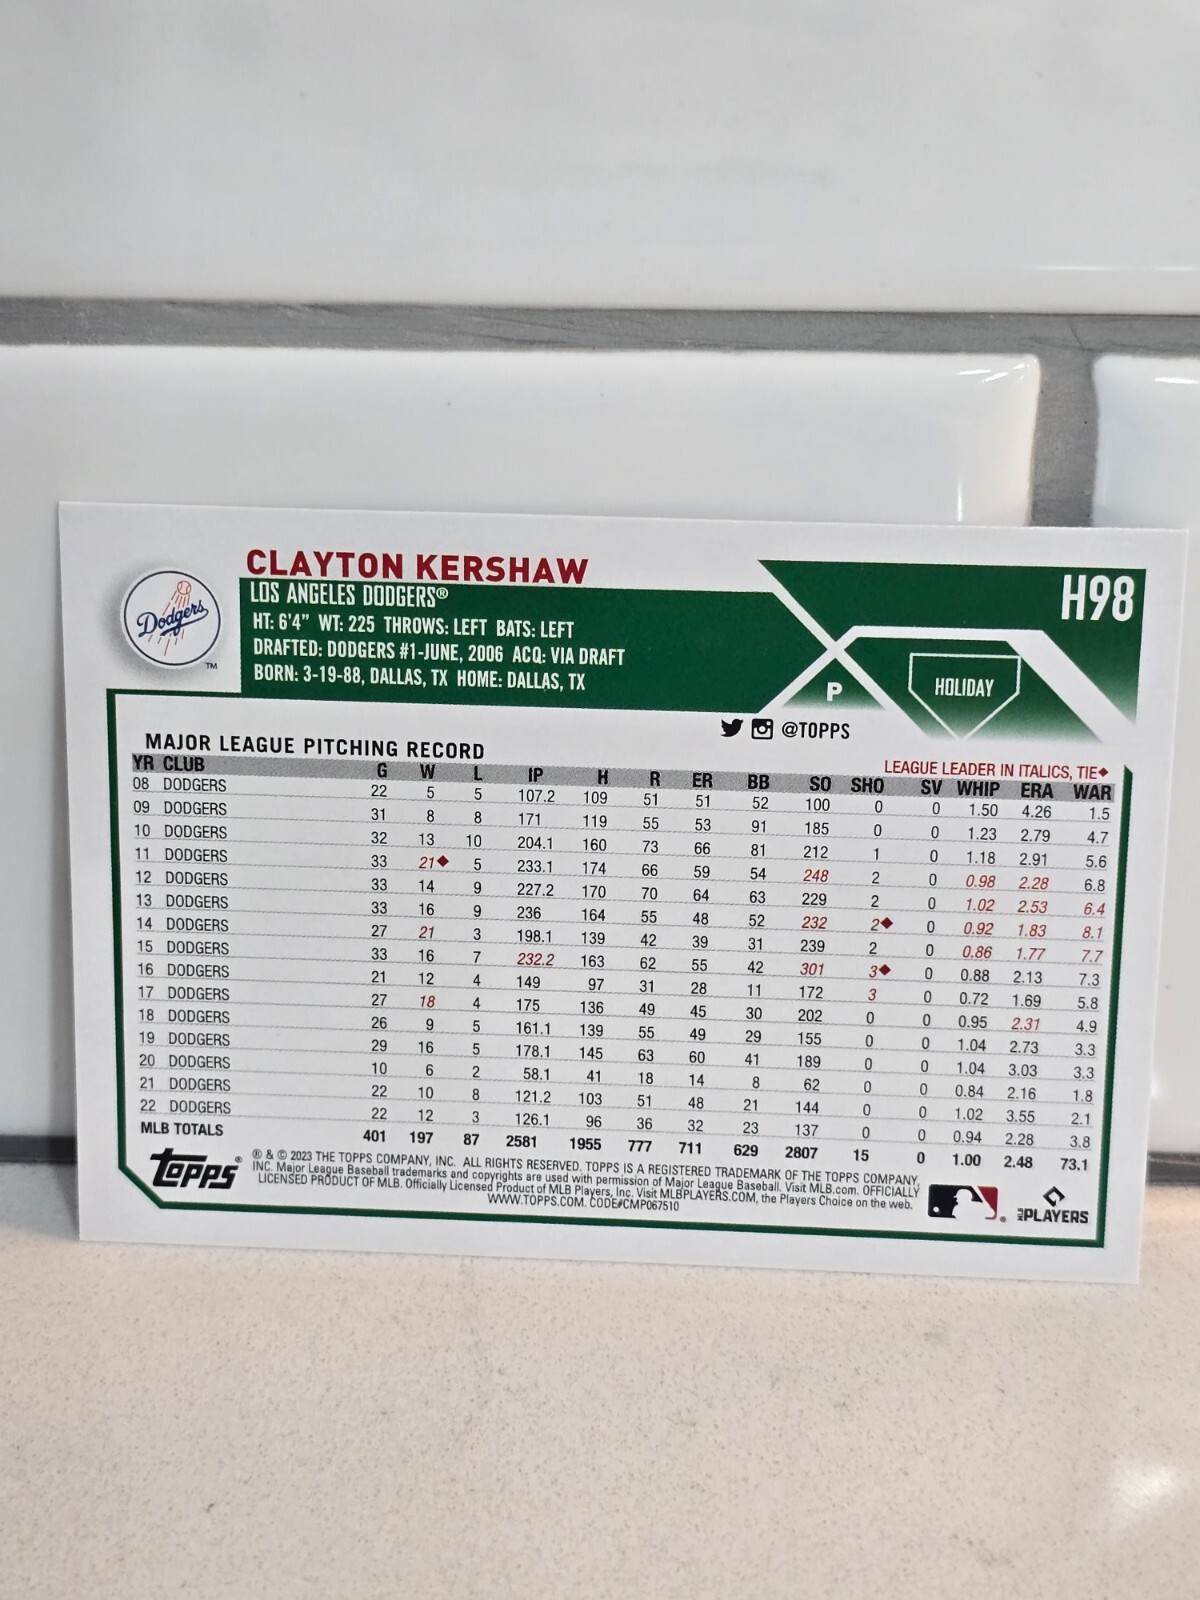 CLAYTON KERSHAW
H98
LOS ANGELES DODGERS®
HT: 6'4" WT: 225 THROWS: LEFT BATS: LEFT
DRAFTED: DODGERS #1-JUNE, 2006 ACQ: VIA DRAFT
BORN: 3-19-88, DALLAS, TX HOME: DALLAS, TX
Dodgers
TM
P
HOLIDAY
@TOPPS
MAJOR LEAGUE PITCHING RECORD
LEAGUE LEADER IN ITALICS, TIE◆
YR CLUB G W L IP H R ER BB SO SHO SV WHIP ERA WAR
08 DODGERS 22 5 5 107.2 109 51 51 52 100 0 0 1.50 4.26 1.5
09 DODGERS 31 8 8 171 119 55 53 91 185 0 0 1.23 2.79 4.7
10 DODGERS 32 13 10 204.1 160 73 66 81 212 1 0 1.18 2.91 5.6
11 DODGERS 33 21◆ 5 233.1 174 66 59 54 248 2 0 0.98 2.28 6.8
12 DODGERS 33 14 9 227.2 170 70 64 63 229 2 0 1.02 2.53 6.4
13 DODGERS 33 16 9 236 164 55 48 52 232 2◆ 0 0.92 1.83 8.1
14 DODGERS 27 21 3 198.1 139 42 39 31 239 2 0 0.86 1.77 7.7
15 DODGERS 33 16 7 232.2 163 62 55 42 301 3◆ 0 0.88 2.13 7.3
16 DODGERS 21 12 4 149 97 31 28 11 172 3 0 0.72 1.69 5.8
17 DODGERS 27 18 4 175 136 49 45 30 202 0 0 0.95 2.31 4.9
18 DODGERS 26 9 5 161.1 139 55 49 29 155 0 0 1.04 2.73 3.3
19 DODGERS 29 16 5 178.1 145 63 60 41 189 0 0 1.04 3.03 3.3
20 DODGERS 10 6 2 58.1 41 18 14 8 62 0 0 0.84 2.16 1.8
21 DODGERS 22 10 8 121.2 103 51 48 21 144 0 0 1.02 3.55 2.1
22 DODGERS 22 12 3 126.1 96 36 32 23 137 0 0 0.94 2.28 3.8
MLB TOTALS 401 197 87 2581 1955 777 711 629 2807 15 0 1.00 2.48 73.1
topps®
® & © 2023 THE TOPPS COMPANY, INC. ALL RIGHTS RESERVED. TOPPS IS A REGISTERED TRADEMARK OF THE TOPPS COMPANY,
INC. Major League Baseball trademarks and copyrights are used with permission of Major League Baseball. Visit MLB.com. OFFICIALLY
LICENSED PRODUCT OF MLB. Officially Licensed Product of MLB Players, Inc. Visit MLBPLAYERS.COM, the Players Choice on the web.
WWW.TOPPS.COM. CODE#CMP067510
®
MLB PLAYERS